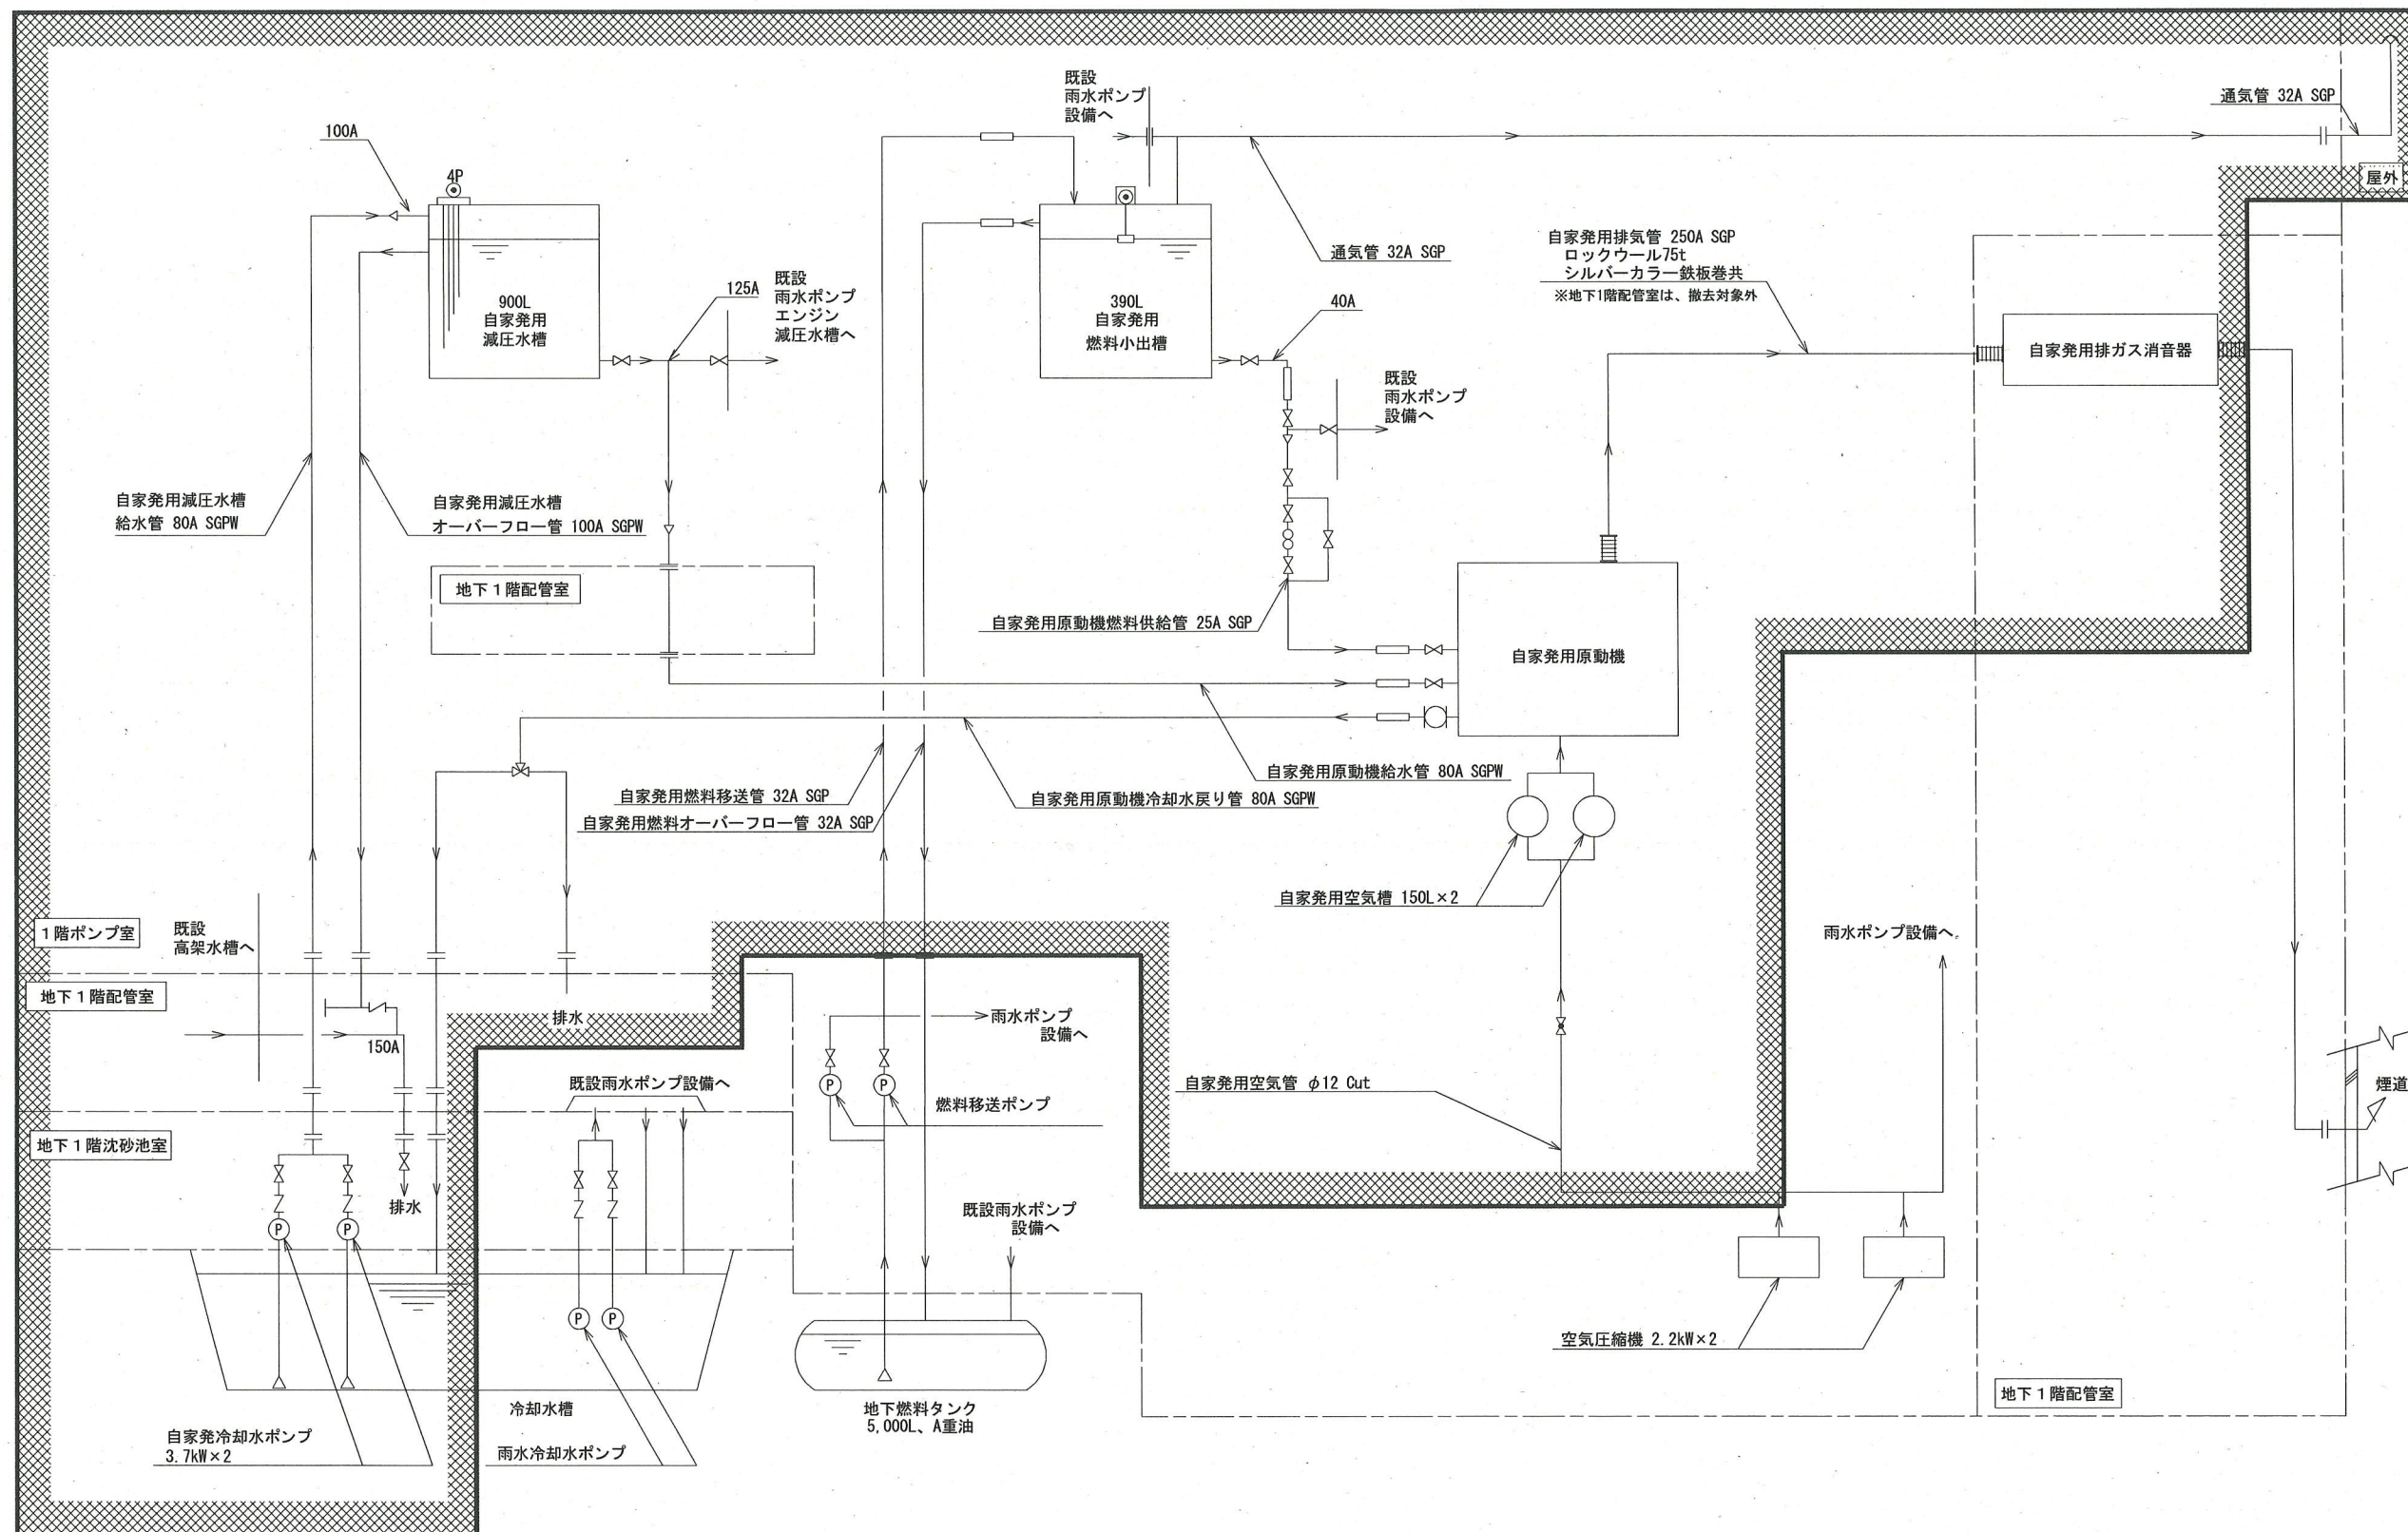 既設
雨水ポンプ
設備へ
通気管 32A SGP
100A
4P
屋外
通気管 32A SGP
自家発用排気管 250A SGP
ロックウール75t
シルバーカラー鉄板巻共
※地下1階配管室は、撤去対象外
900L
自家発用
減圧水槽
125A
既設
雨水ポンプ
エンジン
減圧水槽へ
390L
自家発用
燃料小出槽
40A
自家発用排ガス消音器
既設
雨水ポンプ
設備へ
自家発用減圧水槽
給水管 80A SGPW
自家発用減圧水槽
オーバーフロー管 100A SGPW
地下1階配管室
自家発用原動機燃料供給管 25A SGP
自家発用原動機
自家発用原動機給水管 80A SGPW
自家発用燃料移送管 32A SGP
自家発用原動機冷却水戻り管 80A SGPW
自家発用燃料オーバーフロー管 32A SGP
自家発用空気槽 150L×2
1階ポンプ室
既設
高架水槽へ
雨水ポンプ設備へ
地下1階配管室
排水
150A
雨水ポンプ
設備へ
既設雨水ポンプ設備へ
P
P
燃料移送ポンプ
自家発用空気管 φ12 Cut
煙道
地下1階沈砂池室
排水
P
P
既設雨水ポンプ
設備へ
P
P
空気圧縮機 2.2kW×2
地下1階配管室
冷却水槽
地下燃料タンク
5,000L、A重油
自家発冷却水ポンプ
3.7kW×2
雨水冷却水ポンプ